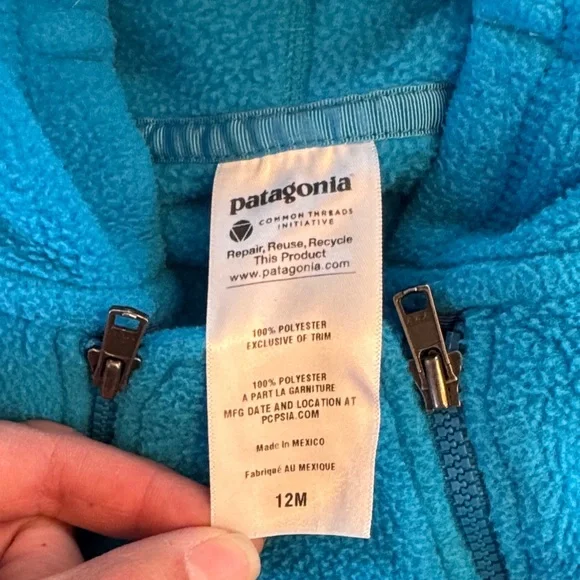 patagonia
COMMON THREADS
INITIATIVE
Repair, Reuse, Recycle
This Product
www.patagonia.com
100% POLYESTER
EXCLUSIVE OF TRIM
100% POLYESTER
A PART LA GARNITURE
MFG DATE AND LOCATION AT
PCPSIA.COM
Made In MEXICO
Fabriqué AU MEXIQUE
12M